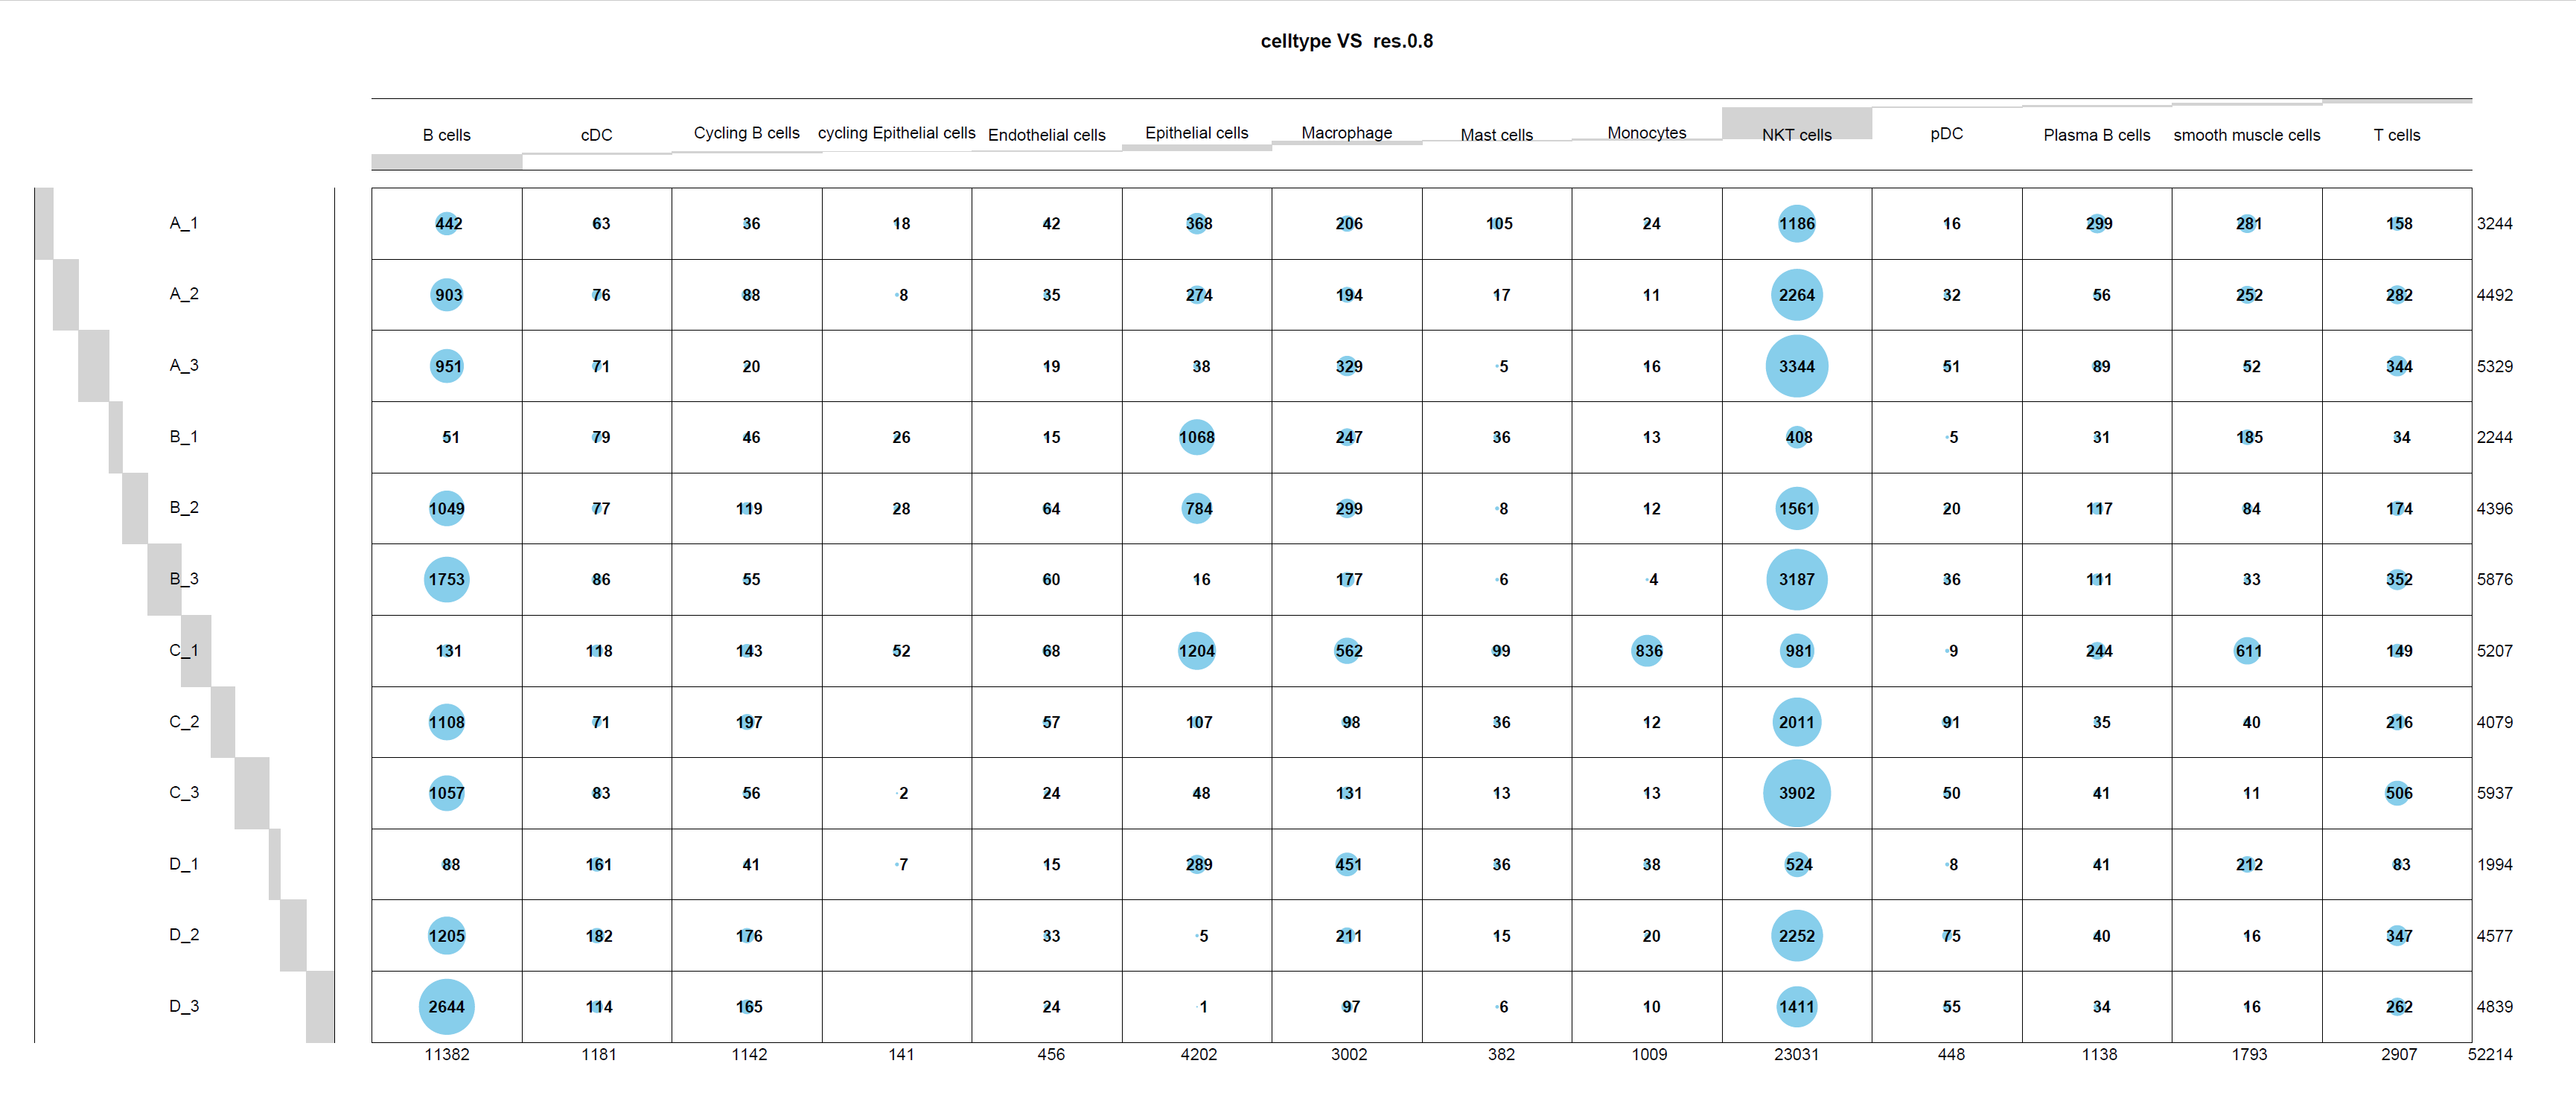 celltype VS res.0.8
B cells cDC Cycling B cells cycling Epithelial cells Endothelial cells Epithelial cells Macrophage Mast cells Monocytes NKT cells pDC Plasma B cells smooth muscle cells T cells
A_1 442 63 36 18 42 368 206 105 24 1186 16 299 281 158 3244
A_2 903 76 88 8 35 274 194 17 11 2264 32 56 252 282 4492
A_3 951 71 20 19 38 329 5 16 3344 51 89 52 344 5329
B_1 51 79 46 26 15 1068 247 36 13 408 5 31 185 34 2244
B_2 1049 77 119 28 64 784 299 8 12 1561 20 117 84 174 4396
B_3 1753 86 55 60 16 177 6 4 3187 36 111 33 352 5876
C_1 131 118 143 52 68 1204 562 99 836 981 9 244 611 149 5207
C_2 1108 71 197 57 107 98 36 12 2011 91 35 40 216 4079
C_3 1057 83 56 2 24 48 131 13 13 3902 50 41 11 506 5937
D_1 88 161 41 7 15 289 451 36 38 524 8 41 212 83 1994
D_2 1205 182 176 33 5 211 15 20 2252 75 40 16 347 4577
D_3 2644 114 165 24 1 97 6 10 1411 55 34 16 262 4839
11382 1181 1142 141 456 4202 3002 382 1009 23031 448 1138 1793 2907 52214